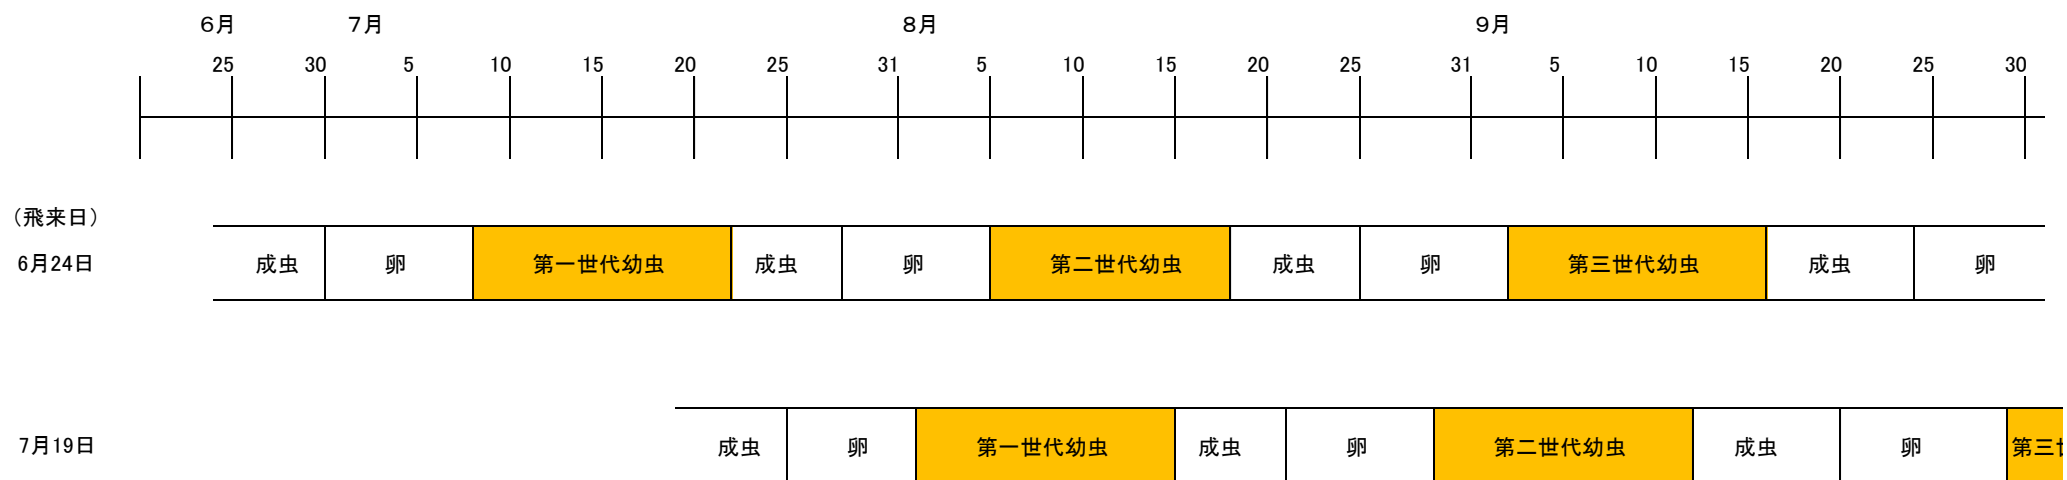 ６月 ７月 ８月 ９月
25 30 5 10 15 20 25 31 5 10 15 20 25 31 5 10 15 20 25 30
（飛来日）
6月24日 成虫 卵 第一世代幼虫 成虫 卵 第二世代幼虫 成虫 卵 第三世代幼虫 成虫 卵
7月19日 成虫 卵 第一世代幼虫 成虫 卵 第二世代幼虫 成虫 卵 第三